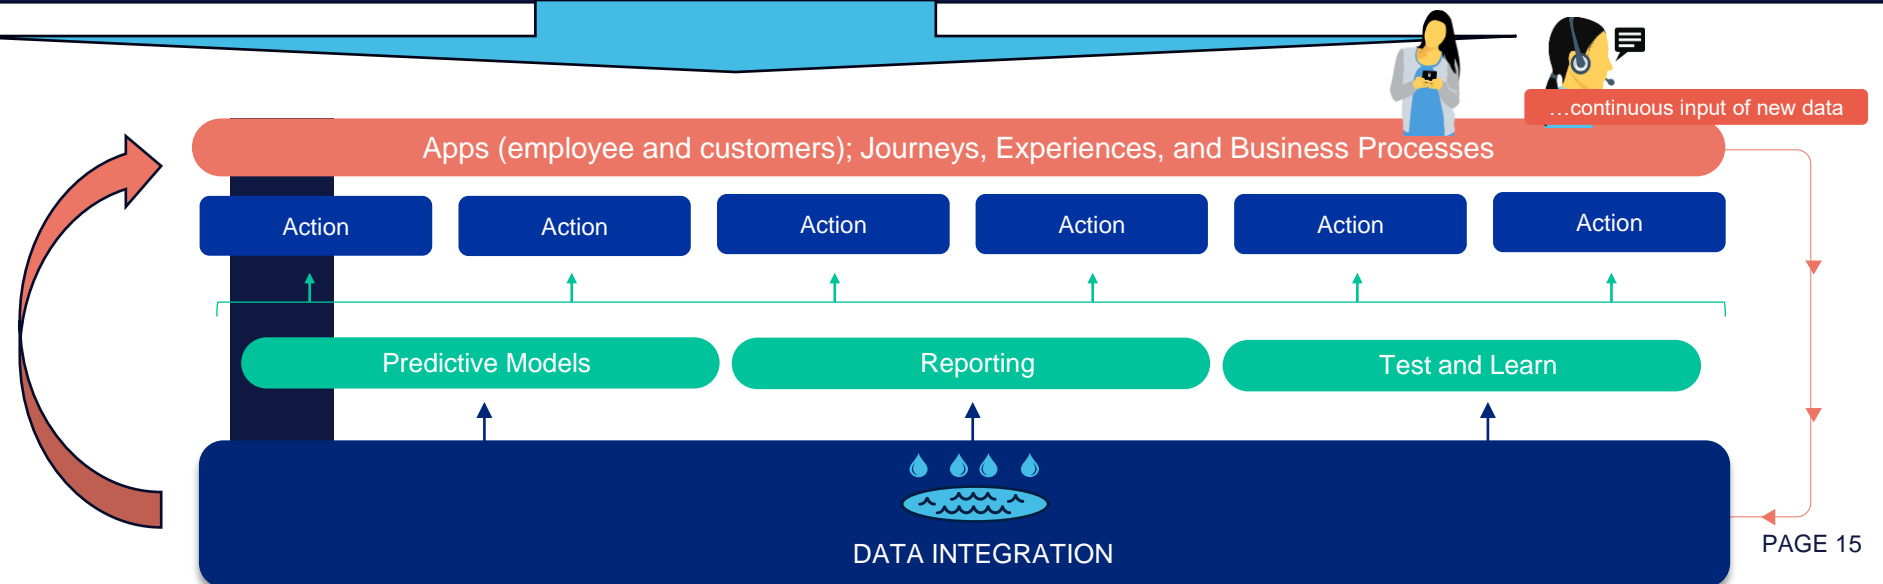 …continuous input of new data
Apps (employee and customers); Journeys, Experiences, and Business Processes
Action
Action
Action
Action
Action
Action
Predictive Models
Reporting
Test and Learn
DATA INTEGRATION
PAGE 15